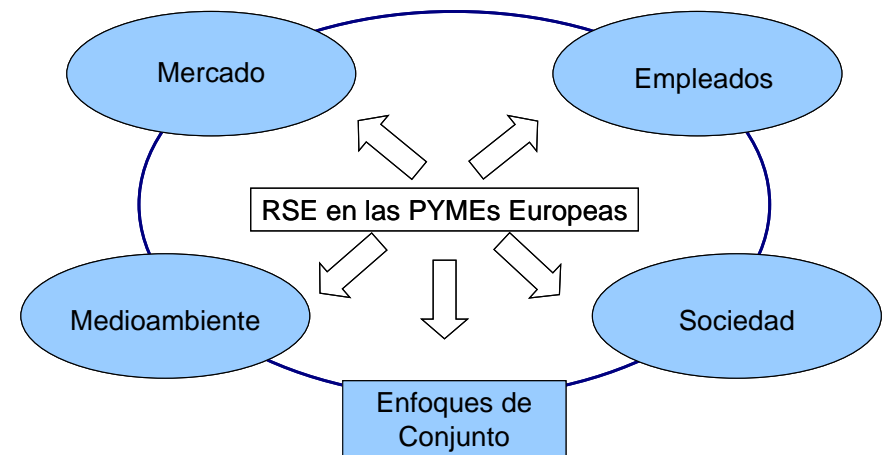 Mercado
Empleados
RSE en las PYMEs Europeas
Medioambiente
Sociedad
Enfoques de
Conjunto